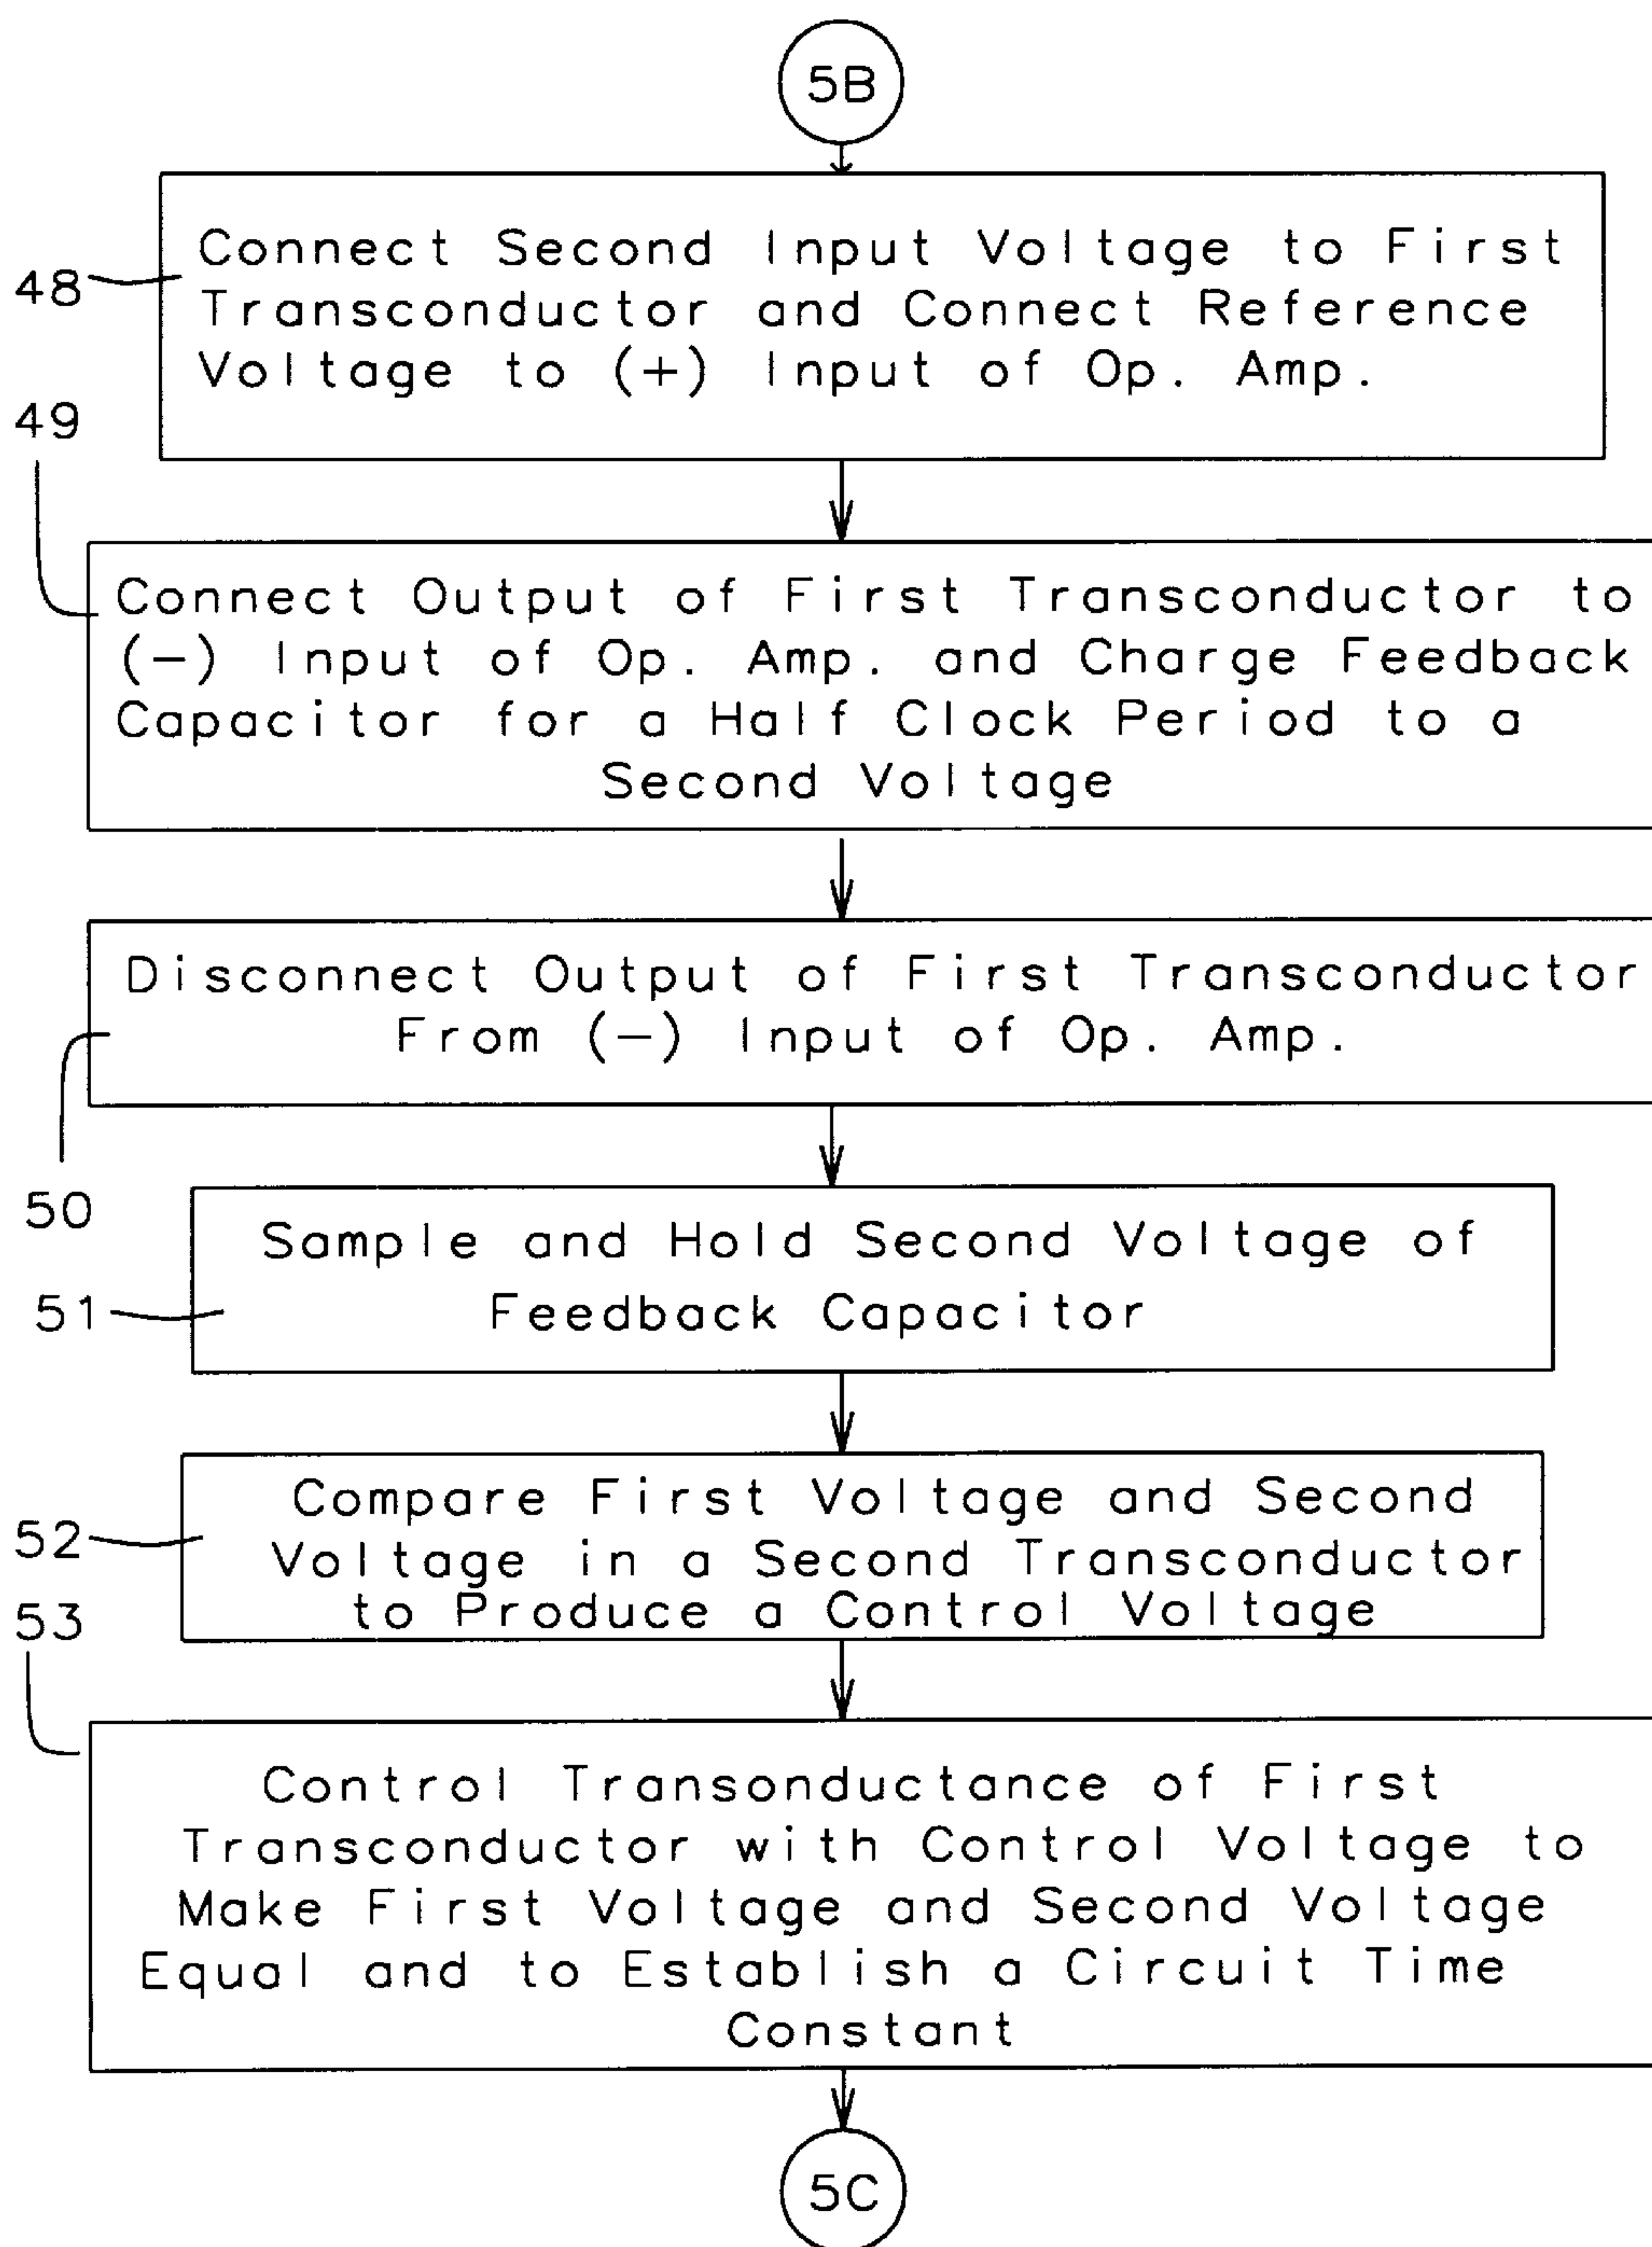 5B
48
Connect Second Input Voltage to First
Transconductor and Connect Reference
Voltage to (+) Input of Op. Amp.
49
Connect Output of First Transconductor to
(-) Input of Op. Amp. and Charge Feedback
Capacitor for a Half Clock Period to a
Second Voltage
Disconnect Output of First Transconductor
From (-) Input of Op. Amp.
50
Sample and Hold Second Voltage of
Feedback Capacitor
51
Compare First Voltage and Second
Voltage in a Second Transconductor
to Produce a Control Voltage
52
53
Control Transonductance of First
Transconductor with Control Voltage to
Make First Voltage and Second Voltage
Equal and to Establish a Circuit Time
Constant
5C